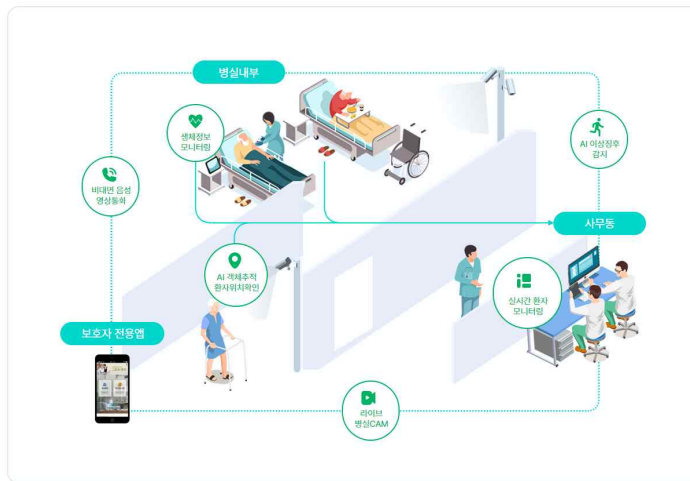 병실내부
생체정보
모니터링
AI 이상징후
감지
비대면 음성
영상통화
사무동
AI 객체추적
환자위치확인
실시간 환자
모니터링
보호자 전용앱
라이브
병실CAM